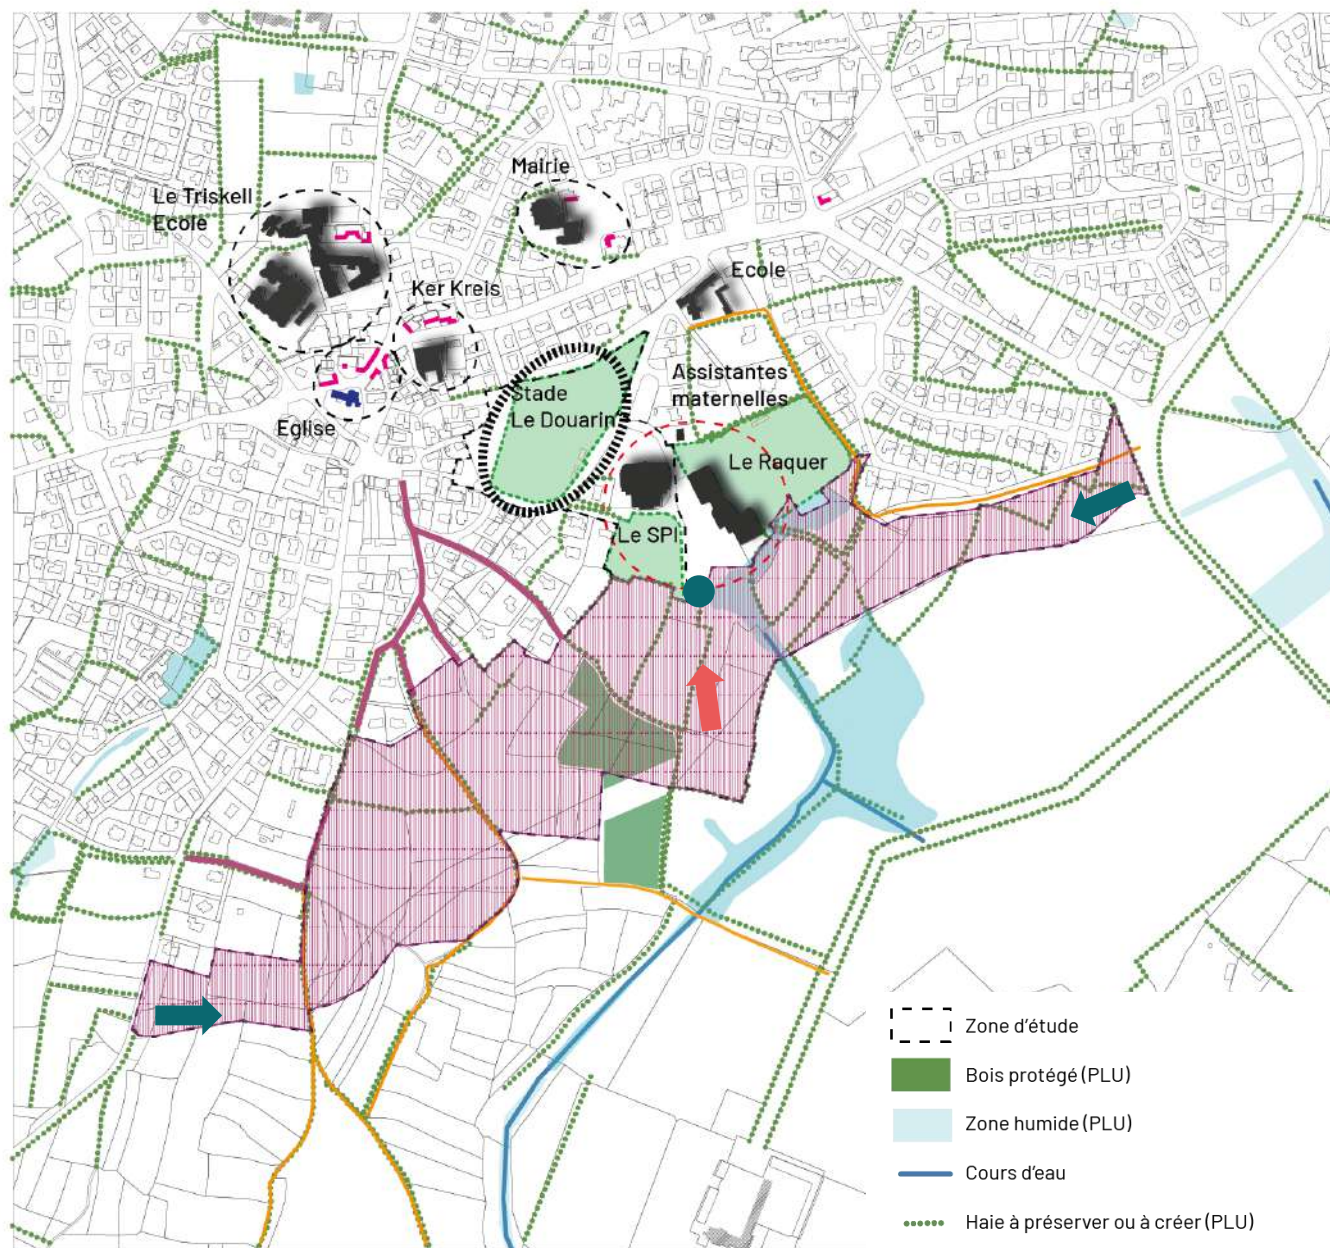 Mairie
Le Triskell
Ecole
Ecole
Ker Kreis
Assistantes
maternelles
Stade
Le Douarin
Eglise
Le Raquer
Le SPI
Zone d'étude
Bois protégé (PLU)
Zone humide (PLU)
Cours d'eau
Haie à préserver ou à créer (PLU)